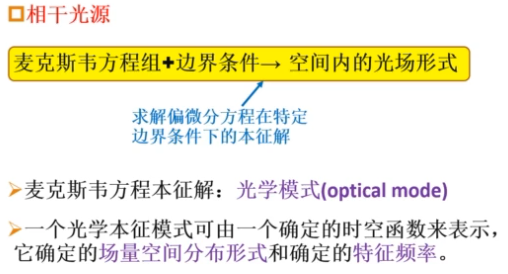 相干光源
麦克斯韦方程组+边界条件→ 空间内的光场形式
求解偏微分方程在特定
边界条件下的本征解
麦克斯韦方程本征解：光学模式(optical mode)
一个光学本征模式可由一个确定的时空函数来表示，
它确定的场量空间分布形式和确定的特征频率。